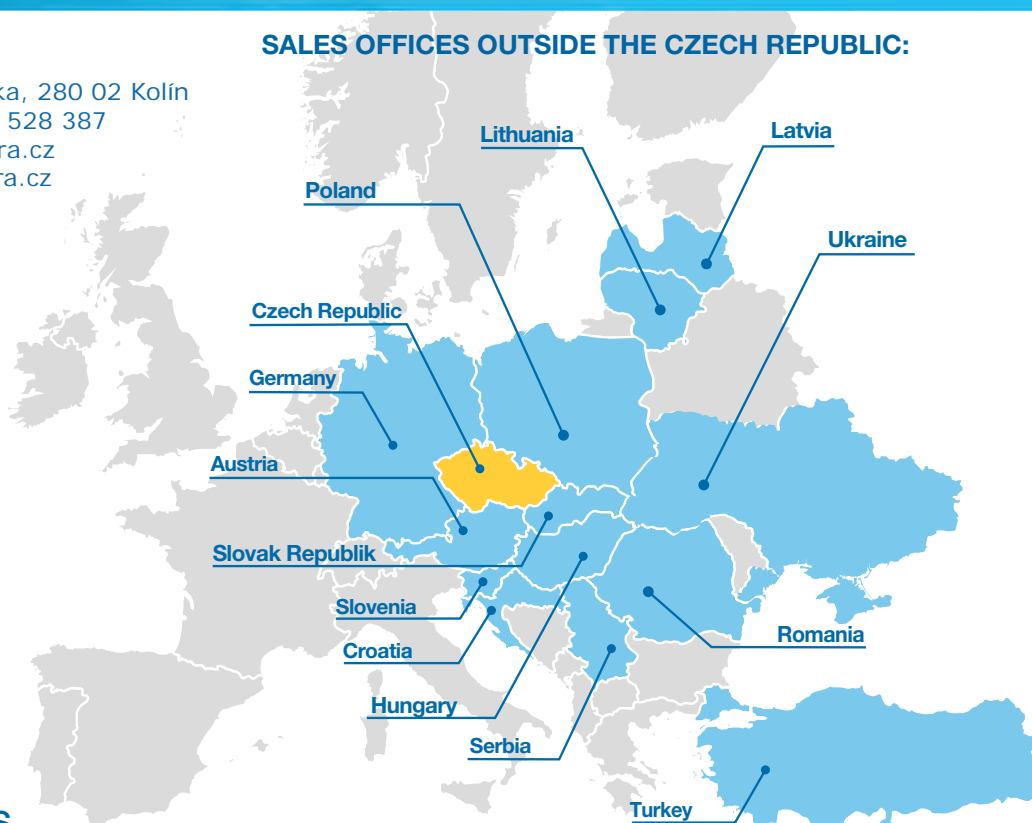 SALES OFFICES OUTSIDE THE CZECH REPUBLIC:
ka, 280 02 Kolín
528 387
ra.cz
ra.cz
Lithuania
Latvia
Poland
Ukraine
Czech Republic
Germany
Austria
Slovak Republik
Slovenia
Croatia
Romania
Hungary
Serbia
Turkey